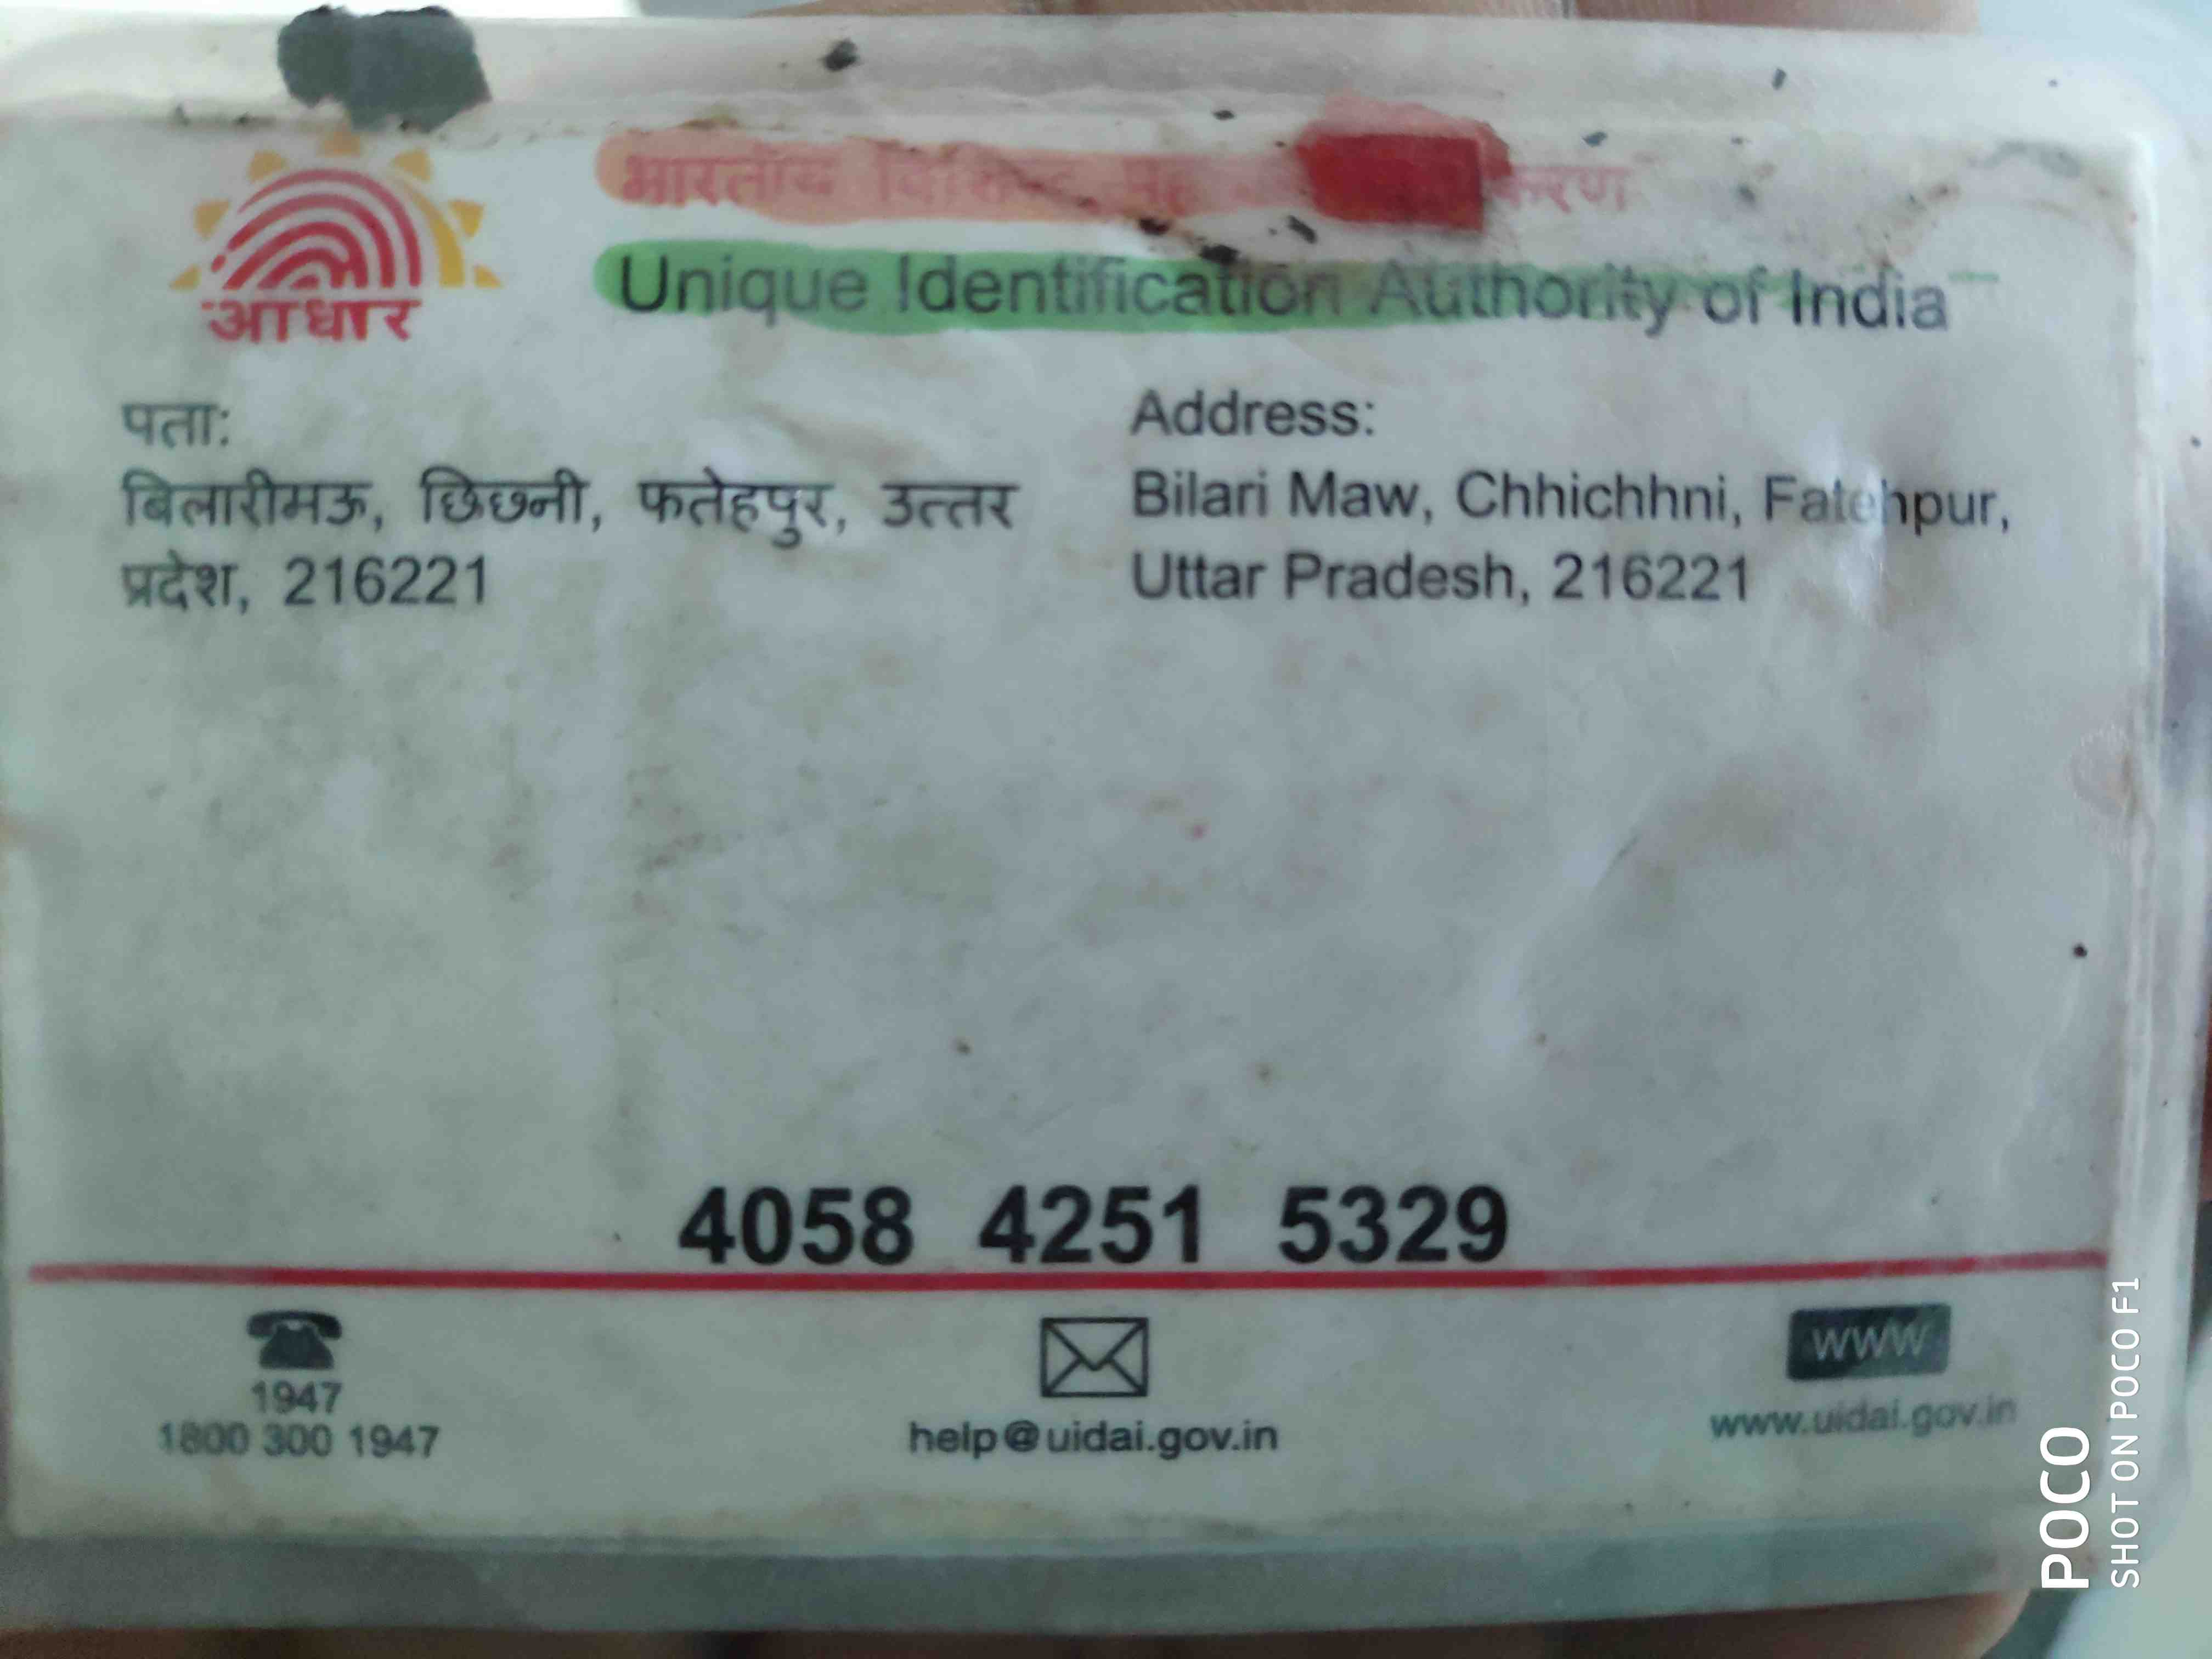 भारतीय विशिष्ट करण
Unique Identification Authority of India
आधार
पता:
बिलारीमऊ, छिछ्नी, फतेहपुर, उत्तर
प्रदेश, 216221
Address:
Bilari Maw, Chhichhni, Fatehpur,
Uttar Pradesh, 216221
4058 4251 5329
1947
1800 300 1947
help@uidai.gov.in
WWW
www.uidai.gov.in
POCO
SHOT ON POCO F1